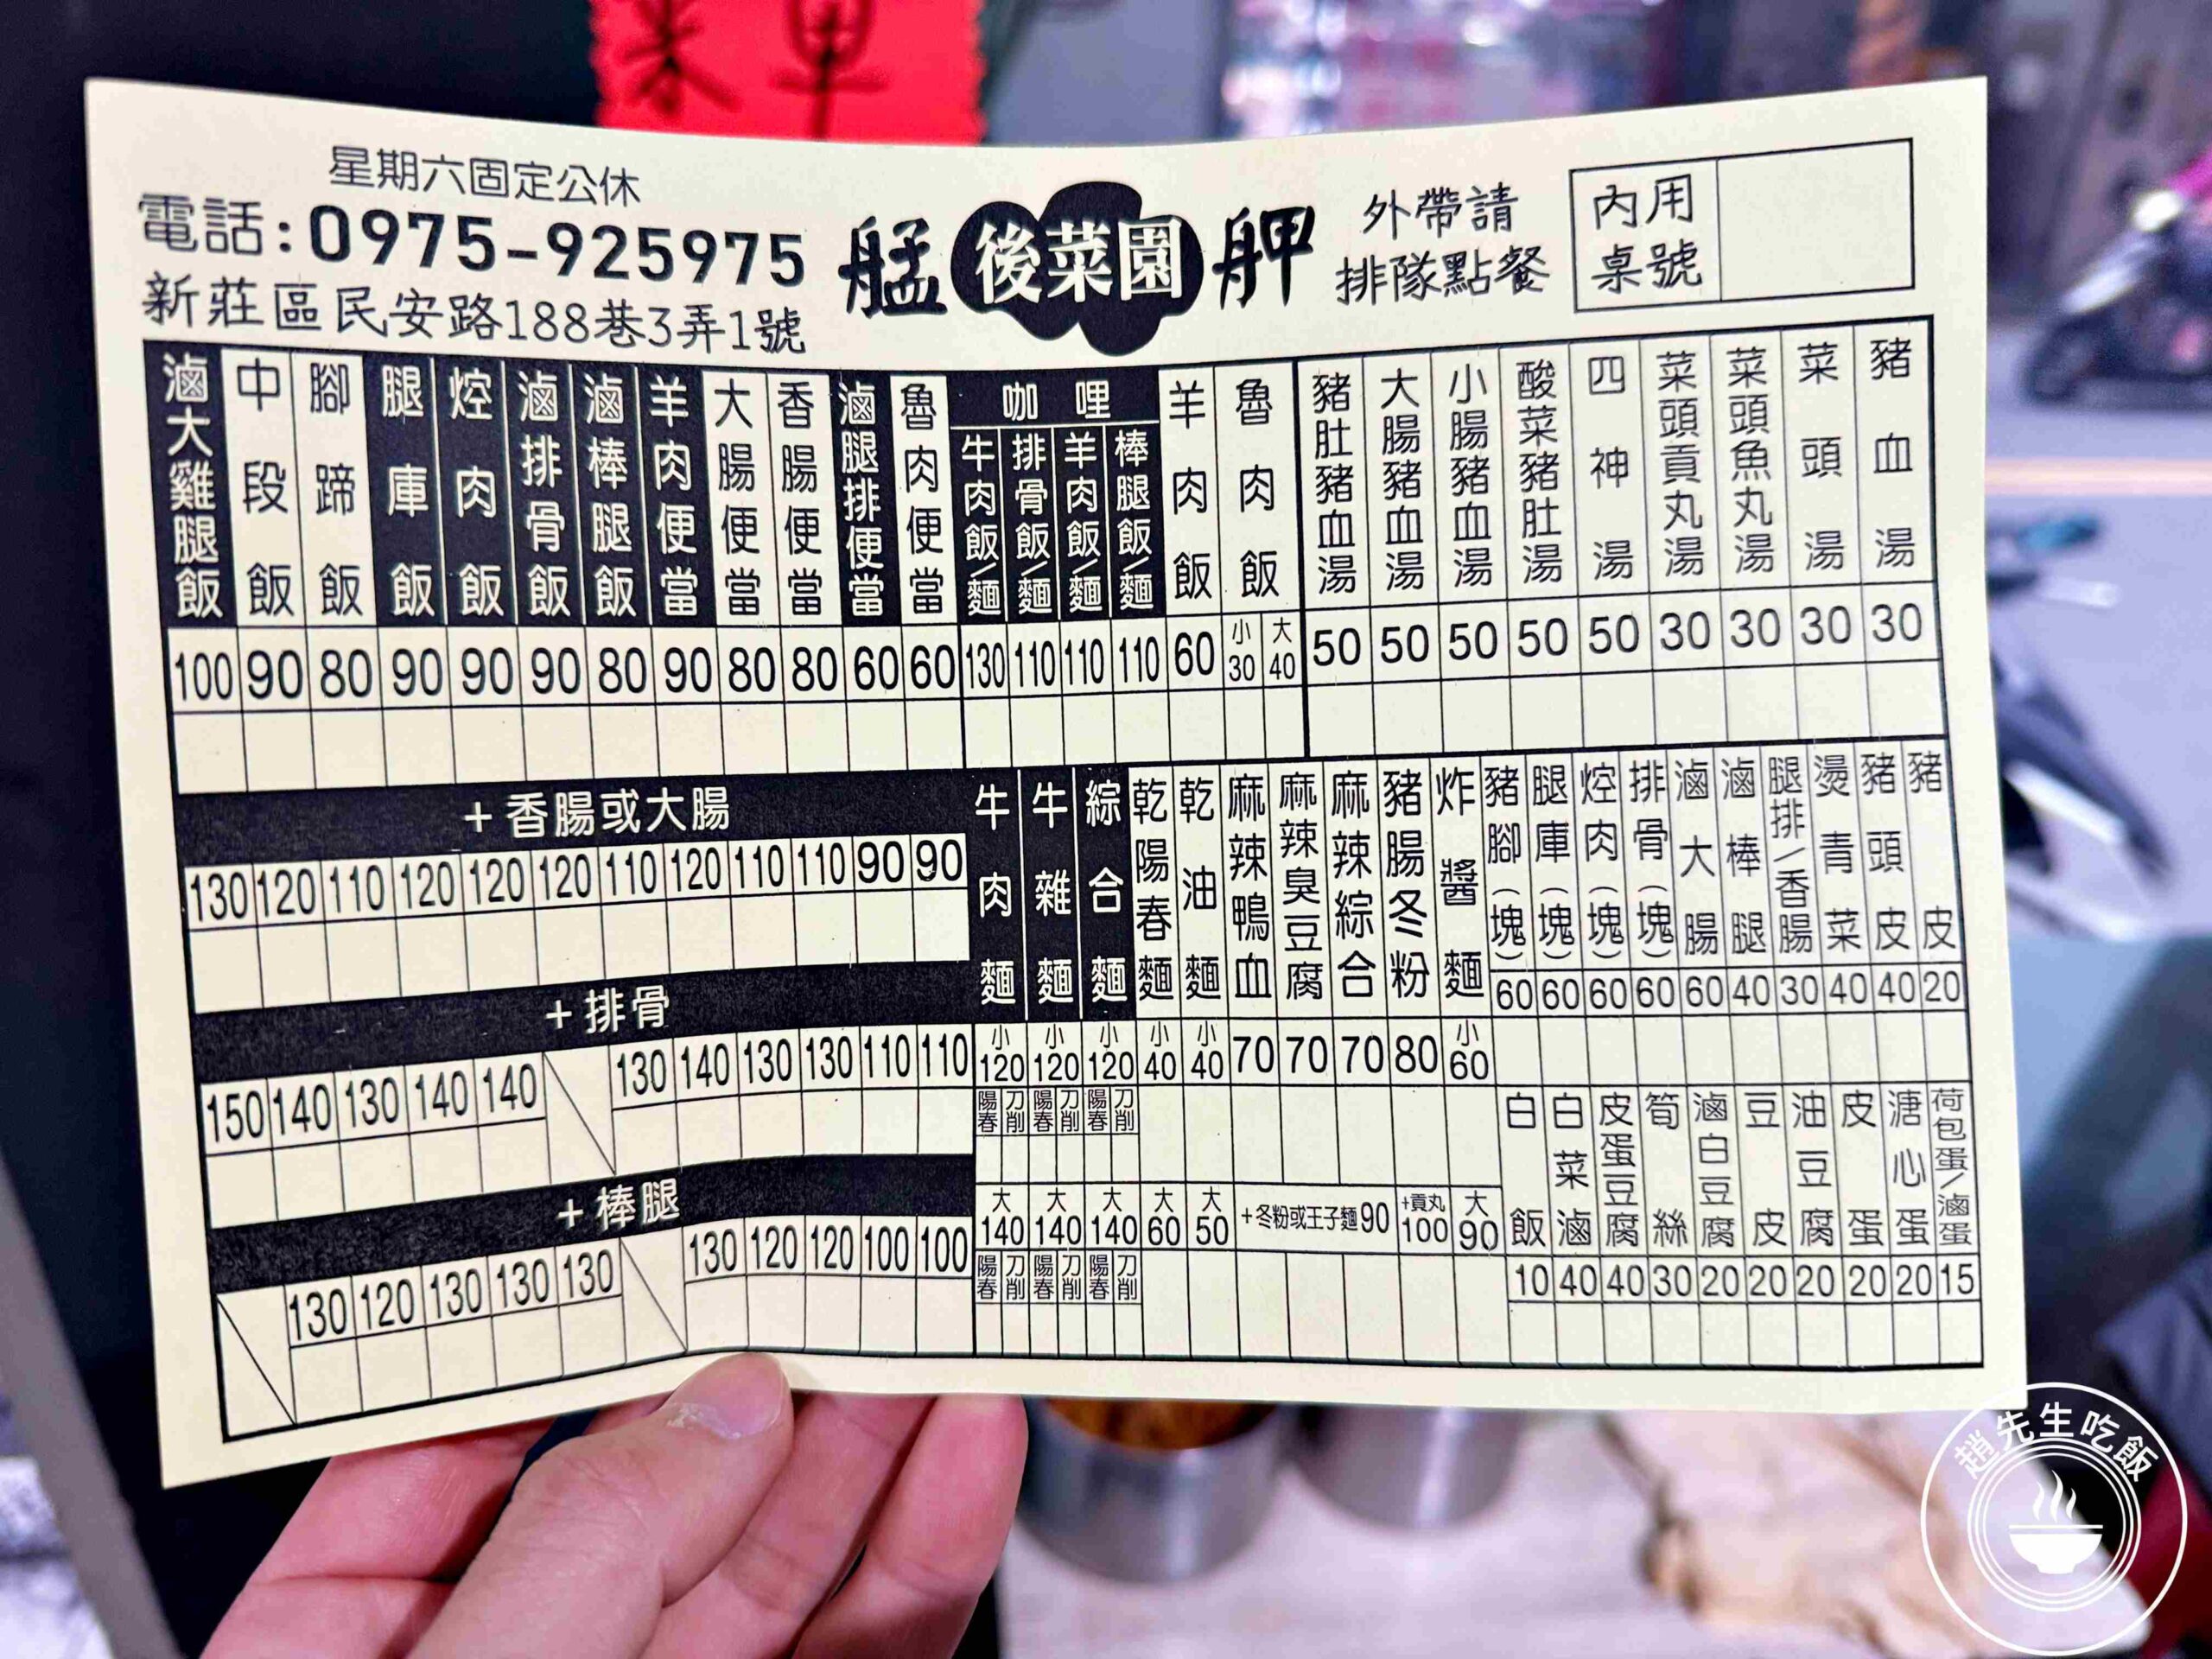 星期六固定公休
電話:0975-925975
新莊區民安路188巷3弄1號
艋 後菜園 舺
外帶請
排隊點餐
內用
桌號
滷大雞腿飯 中段飯 腳蹄飯 腿庫飯 焢肉飯 滷排骨飯 滷棒腿飯 羊肉便當 大腸便當 香腸便當 滷腿排便當 魯肉便當
100 90 80 90 90 90 80 90 80 80 60 60
咖哩
牛肉飯/麵 排骨飯/麵 羊肉飯/麵 棒腿飯/麵
130 110 110 110
羊肉飯 魯肉飯
60 小30 大40
豬肚豬血湯 大腸豬血湯 小腸豬血湯 酸菜豬肚湯 四神湯 菜頭貢丸湯 菜頭魚丸湯 菜頭湯 豬血湯
50 50 50 50 50 30 30 30 30
+香腸或大腸
130 120 110 120 120 120 110 120 110 110 90 90
+排骨
150 140 130 140 140 130 140 130 130 110 110
+棒腿
130 120 130 130 130 130 120 120 100 100
牛肉麵 牛雜麵 綜合麵 乾陽春麵 乾油麵 麻辣鴨血 麻辣臭豆腐 麻辣綜合 豬腸冬粉 炸醬麵
小120 小120 小120 小40 小40 70 70 70 80 小60
陽春 刀削 陽春 刀削 陽春 刀削
大140 大140 大140 大60 大50 +冬粉或王子麵90 +貢丸100 大90
陽春 刀削 陽春 刀削 陽春 刀削
豬腳(塊) 腿庫(塊) 焢肉(塊) 排骨(塊) 滷大腸 滷棒腿 腿排/香腸 燙青菜 豬頭皮 豬皮
60 60 60 60 60 40 30 40 40 20
白飯 白菜滷 皮蛋豆腐 筍絲 滷白豆腐 豆皮 油豆腐 皮蛋 溏心蛋 荷包蛋/滷蛋
10 40 40 30 20 20 20 20 20 15
趙先生吃飯